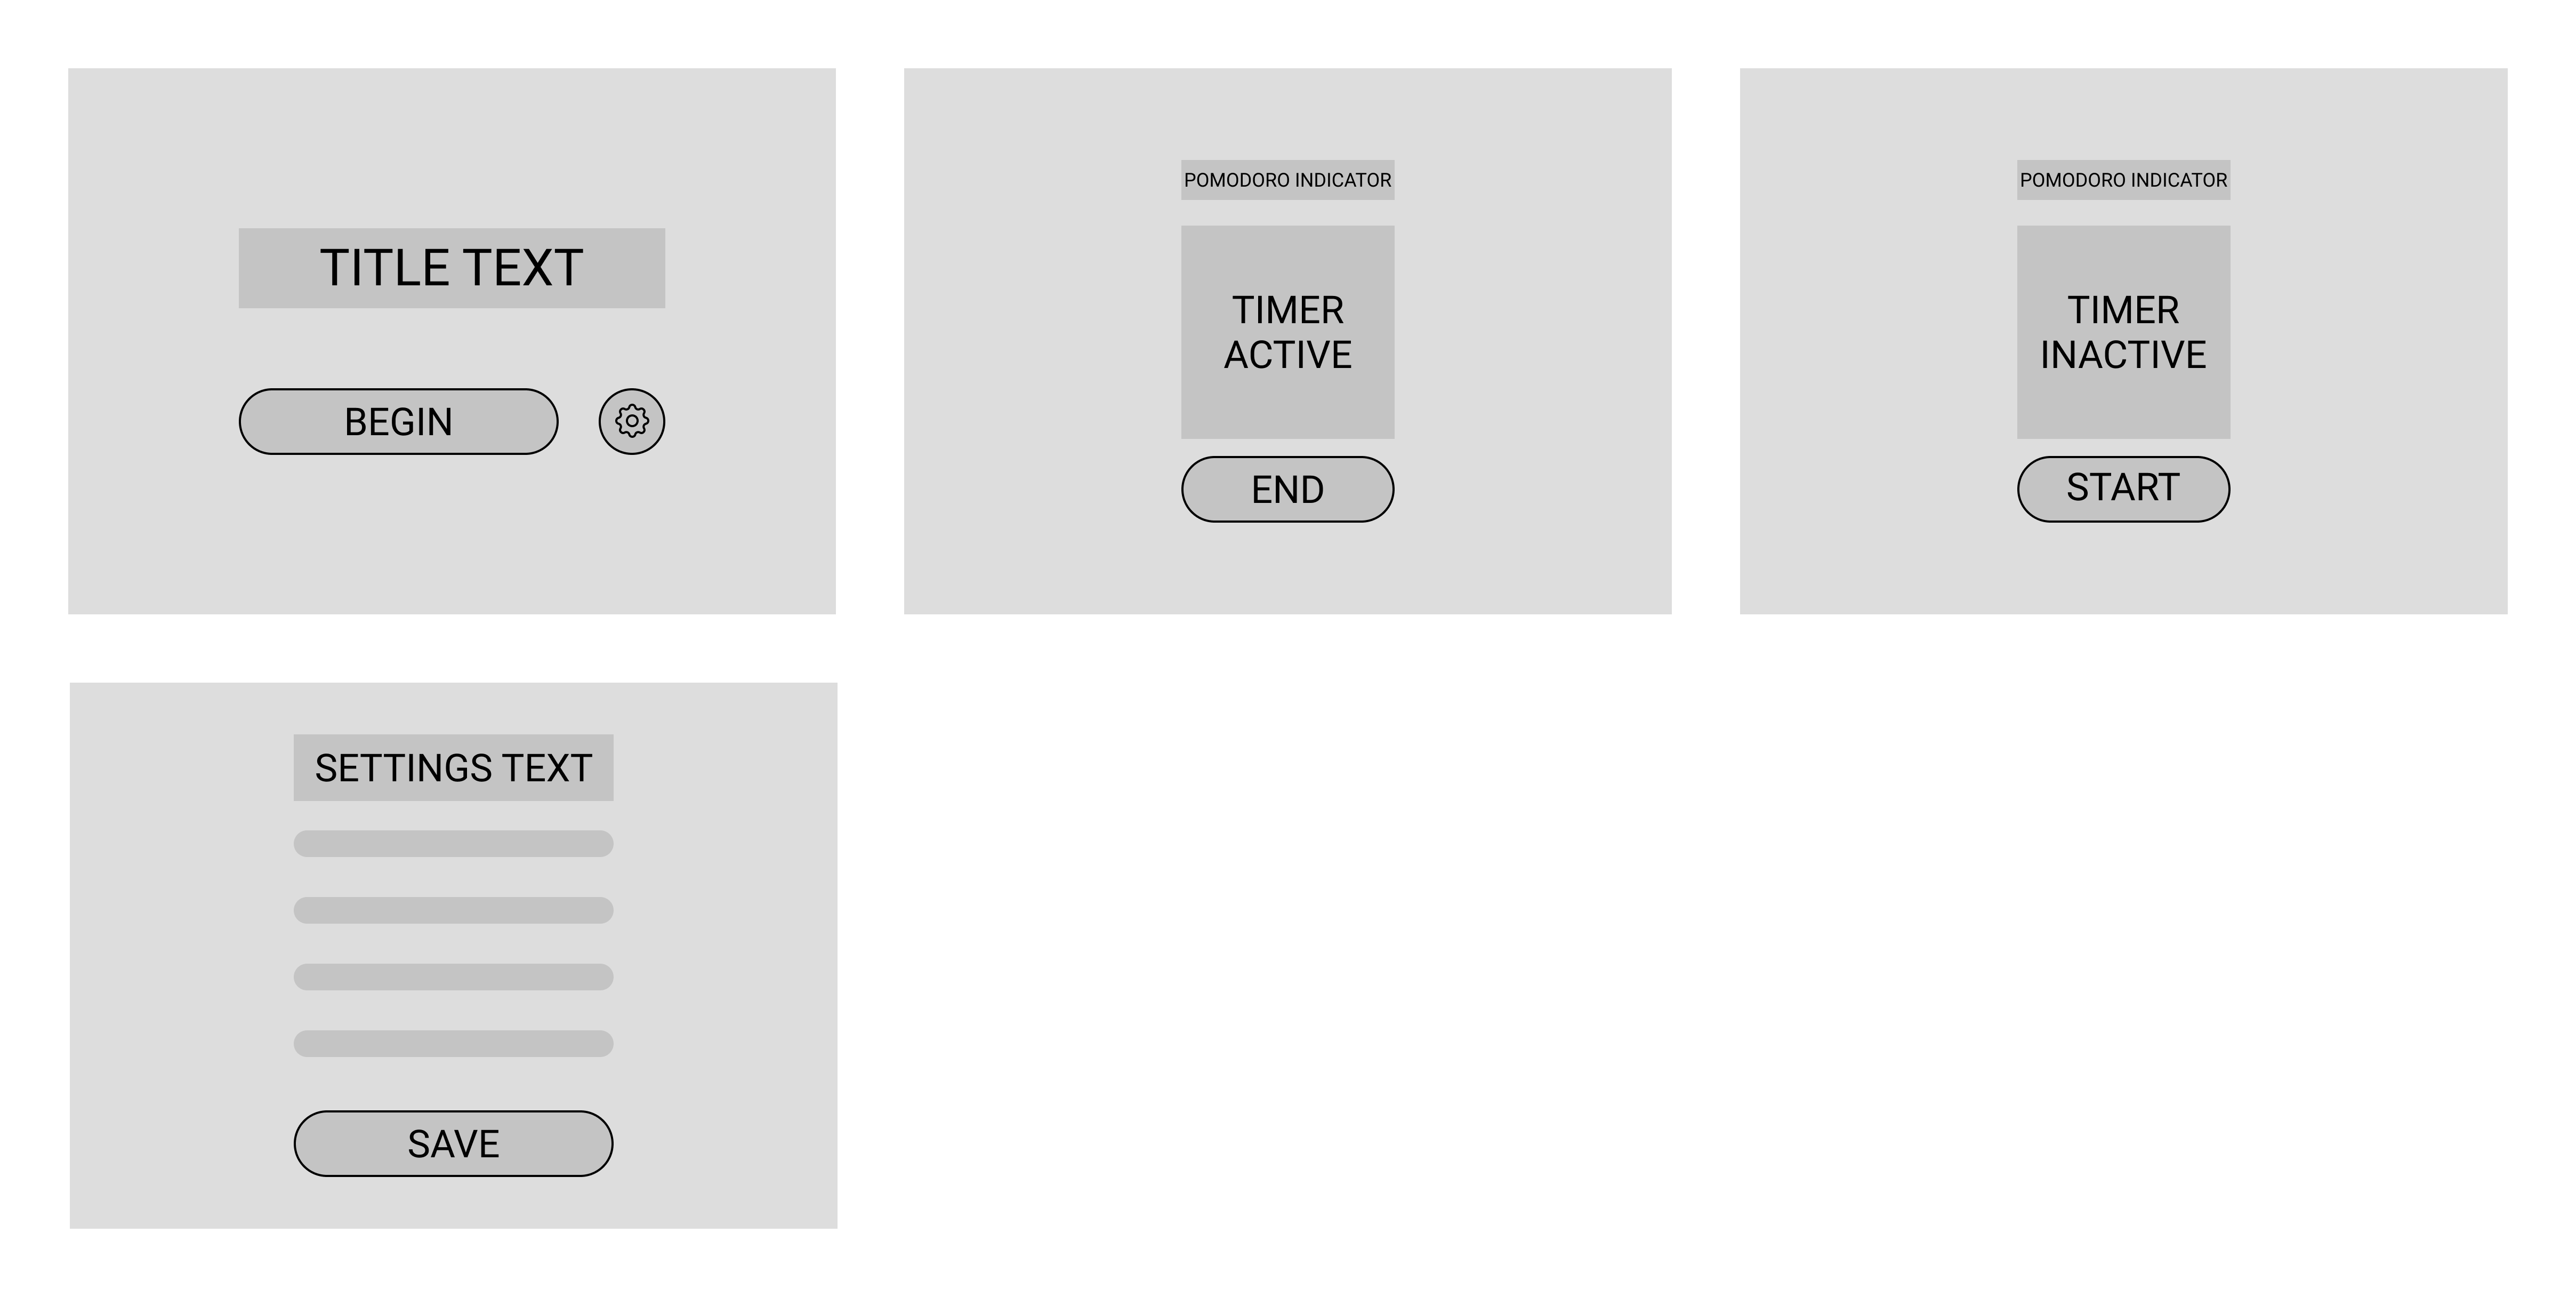 TITLE TEXT
BEGIN
POMODORO INDICATOR
TIMER
ACTIVE
END
POMODORO INDICATOR
TIMER
INACTIVE
START
SETTINGS TEXT
SAVE